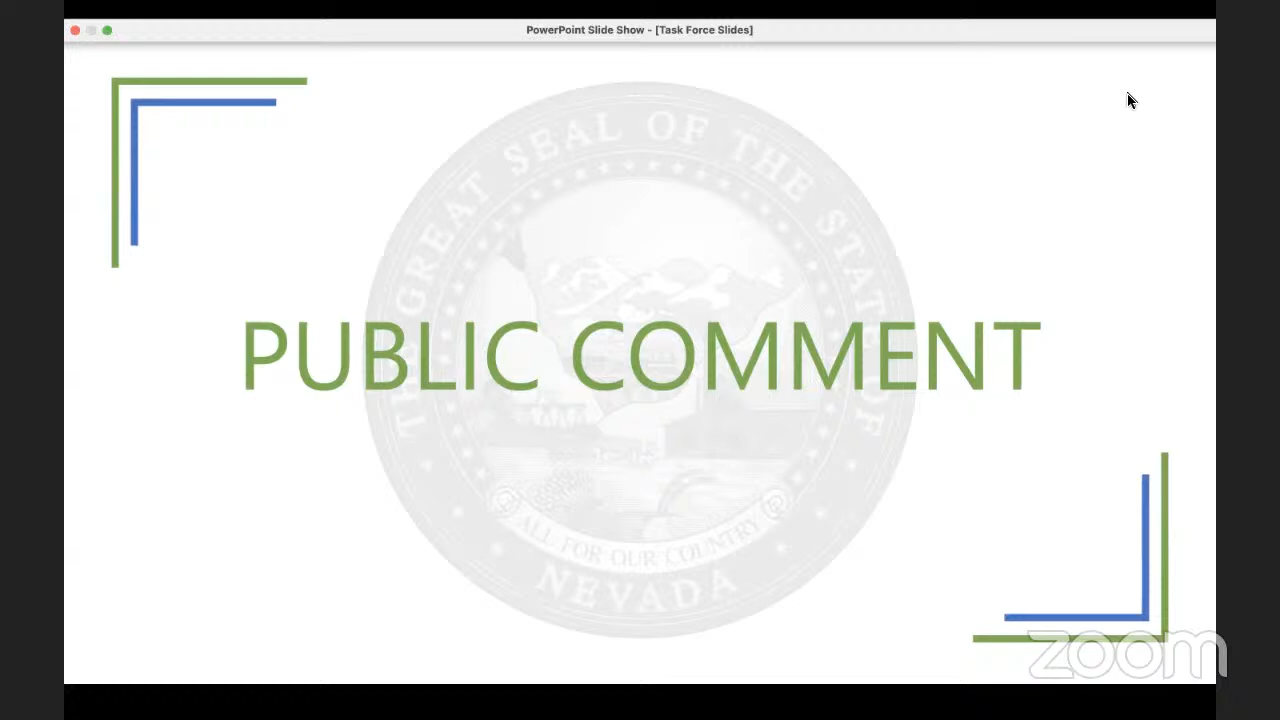 PowerPoint Slide Show - [Task Force Slides]
THE GREAT SEAL OF THE STATE OF
PUBLIC COMMENT
ALL FOR OUR COUNTRY
NEVADA
zoom